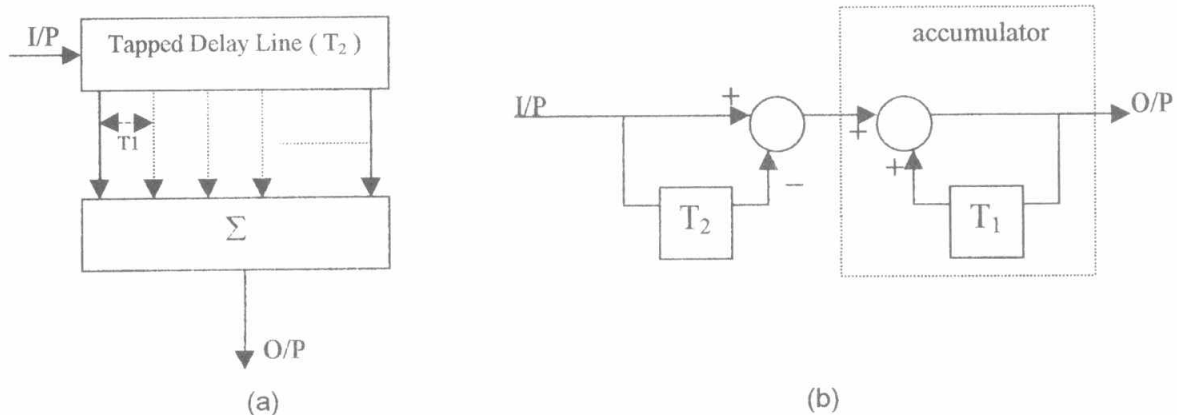 I/P
Tapped Delay Line ( T₂ )
T1
Σ
O/P
(a)
accumulator
I/P
+
−
+
+
O/P
T₂
T₁
(b)